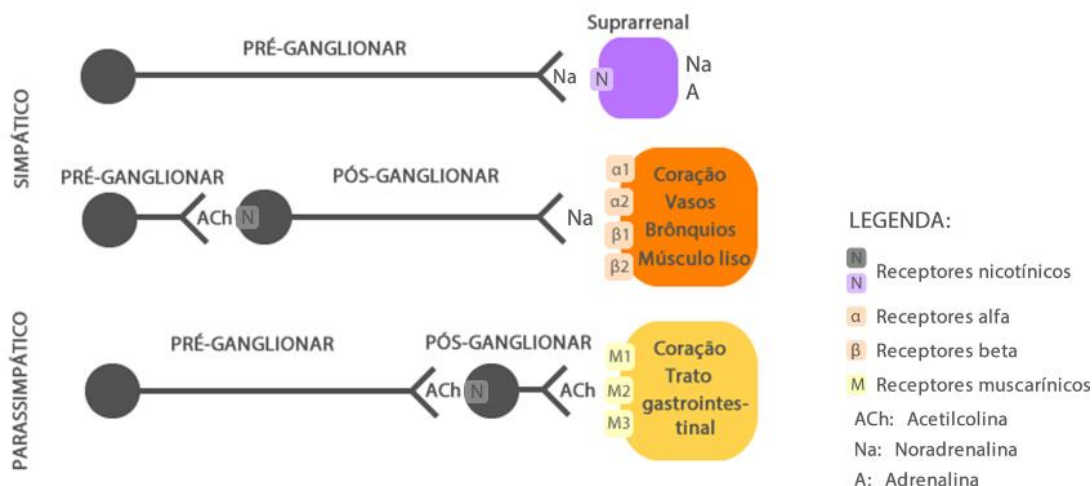 SIMPÁTICO
PRÉ-GANGLIONAR
Na
Suprarrenal
N
Na
A
PRÉ-GANGLIONAR
ACh
N
PÓS-GANGLIONAR
Na
α1
α2
β1
β2
Coração
Vasos
Brônquios
Músculo liso
PARASSIMPÁTICO
PRÉ-GANGLIONAR
ACh
N
PÓS-GANGLIONAR
ACh
M1
M2
M3
Coração
Trato
gastrointes-
tinal
LEGENDA:
N
N
Receptores nicotínicos
α Receptores alfa
β Receptores beta
M Receptores muscarínicos
ACh: Acetilcolina
Na: Noradrenalina
A: Adrenalina